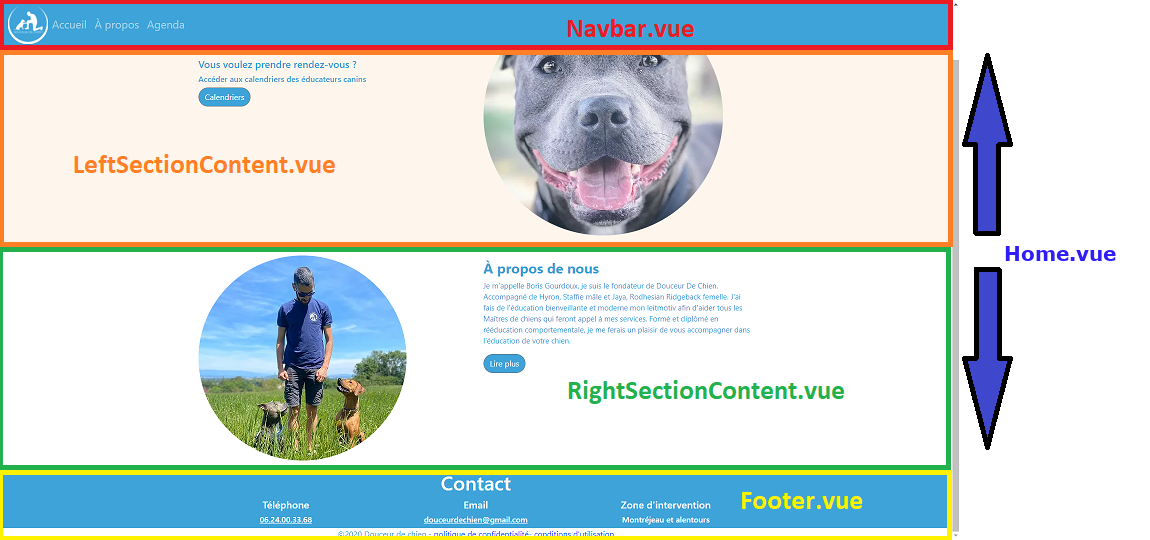 Accueil À propos Agenda
Navbar.vue
Vous voulez prendre rendez-vous ?
Accéder aux calendriers des éducateurs canins
Calendriers
LeftSectionContent.vue
Home.vue
À propos de nous
Je m'appelle Boris Gourdoux, je suis le fondateur de Douceur De Chien.
Accompagné de Hyron, Staffie mâle et Jaya, Rodhesian Ridgeback femelle. J'ai
fais de l'éducation bienveillante et moderne mon leitmotiv afin d'aider tous les
Maîtres de chiens qui feront appel à mes services. Formé et diplômé en
rééducation comportementale, je me ferais un plaisir de vous accompagner dans
l'éducation de votre chien.
Lire plus
RightSectionContent.vue
Contact
Téléphone Email Zone d'intervention
Footer.vue
06.24.00.33.68 douceurdechien@gmail.com Montréjeau et alentours
©2020 Douceur de chien - politique de confidentialité- conditions d'utilisation